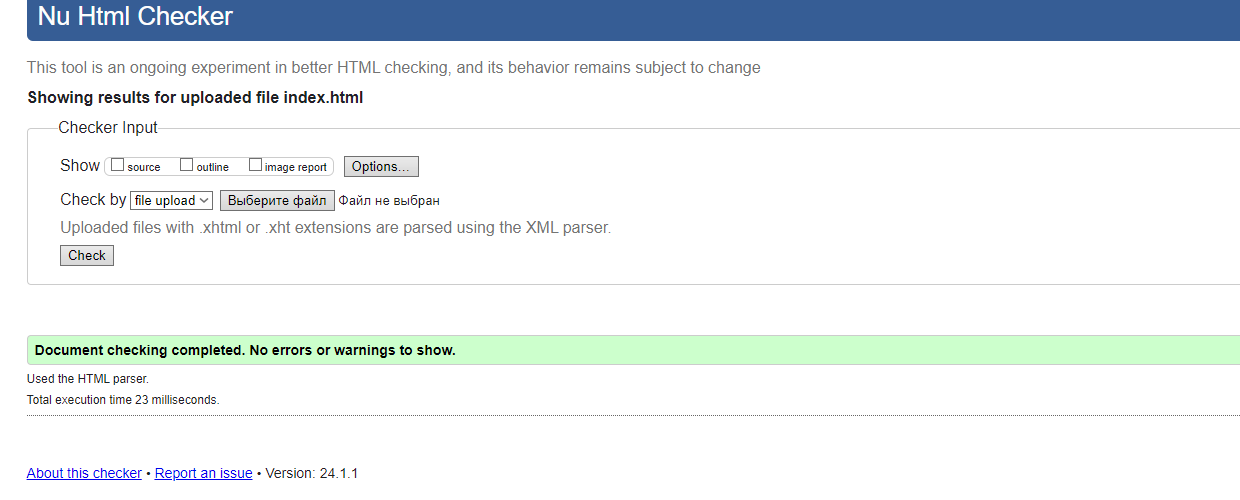 Nu Html Checker
This tool is an ongoing experiment in better HTML checking, and its behavior remains subject to change
Showing results for uploaded file index.html
Checker Input
Show source outline image report Options...
Check by file upload Выберите файл Файл не выбран
Uploaded files with .xhtml or .xht extensions are parsed using the XML parser.
Check
Document checking completed. No errors or warnings to show.
Used the HTML parser.
Total execution time 23 milliseconds.
About this checker • Report an issue • Version: 24.1.1